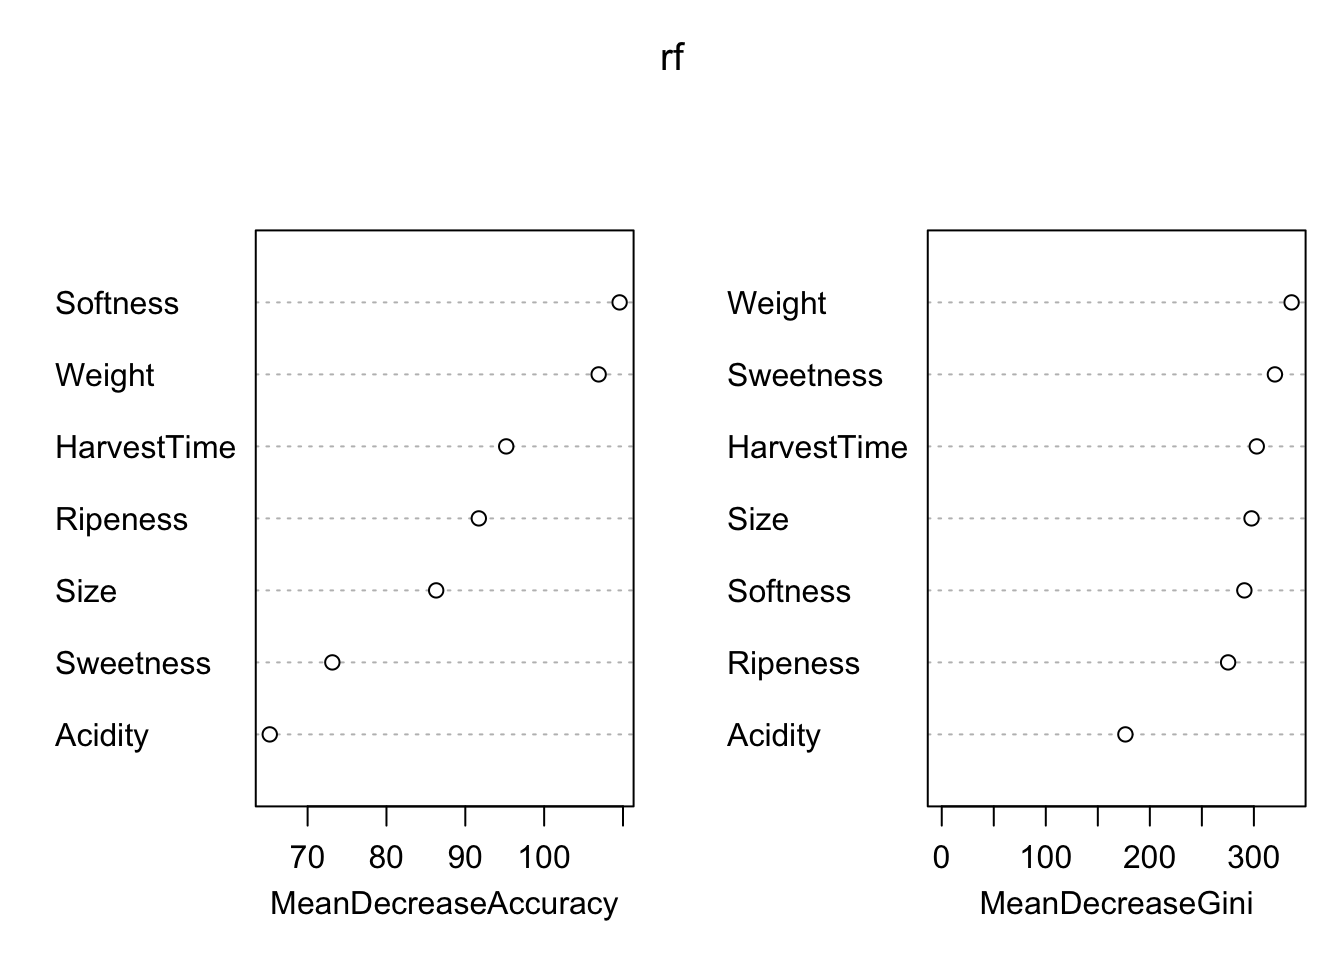 rf
Softness
Weight
HarvestTime
Ripeness
Size
Sweetness
Acidity
70 80 90 100
MeanDecreaseAccuracy
Weight
Sweetness
HarvestTime
Size
Softness
Ripeness
Acidity
0 100 200 300
MeanDecreaseGini